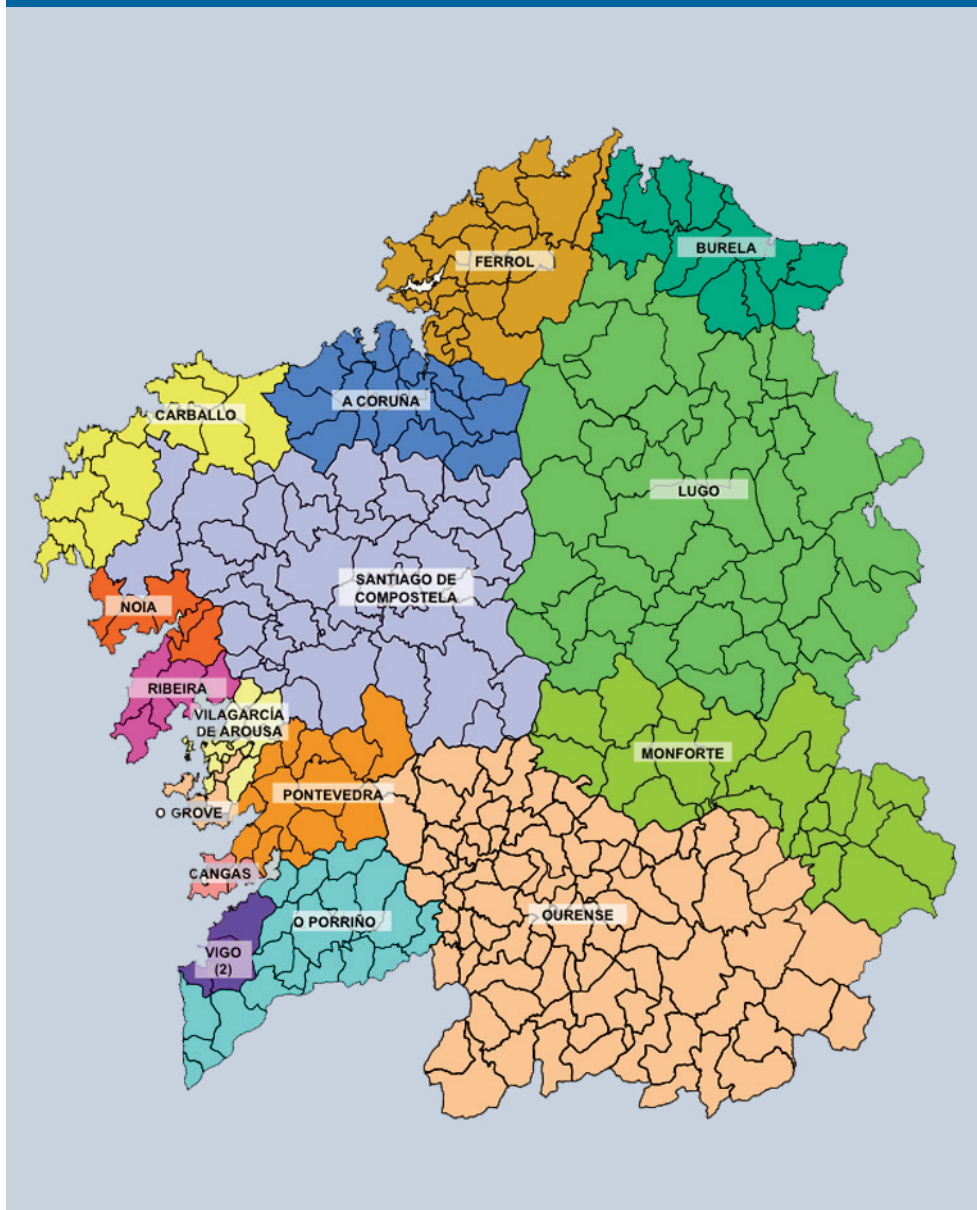 BURELA
FERROL
A CORUÑA
CARBALLO
LUGO
SANTIAGO DE
COMPOSTELA
NOIA
RIBEIRA
VILAGARCÍA
DE AROUSA
MONFORTE
PONTEVEDRA
O GROVE
CANGAS
OURENSE
O PORRIÑO
VIGO
(2)